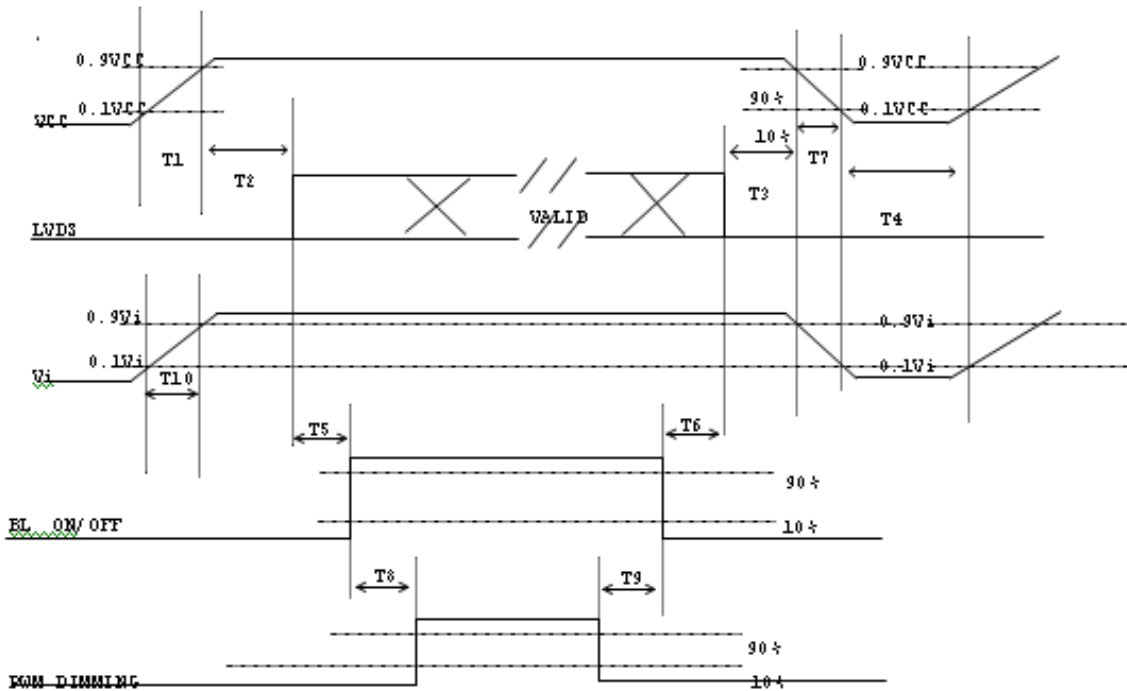 0.9VCC 0.9VCC
0.1VCC 90% 0.1VCC
VCC
10%
T1 T7
T2 T3
VALID T4
LVDS
0.9Vi 0.9Vi
0.1Vi 0.1Vi
Vi T10
T5 T6
90%
BL ON/OFF 10%
T8 T9
90%
PWM DIMMING 10%